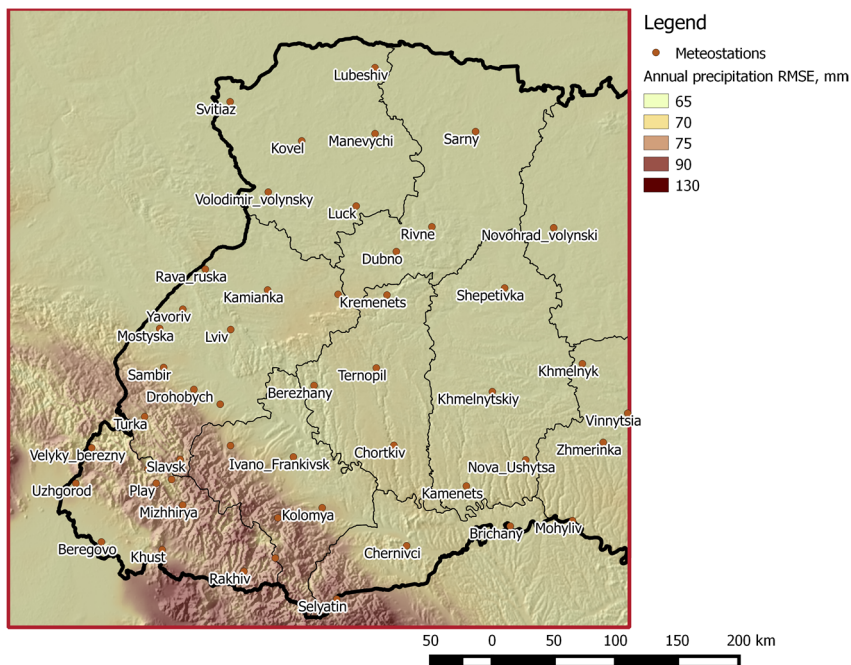 Legend
Meteostations
Annual precipitation RMSE, mm
65
70
75
90
130
Lubeshiv
Svitiaz
Kovel
Manevychi
Sarny
Volodimir_volynsky
Luck
Rivne
Novohrad_volynski
Dubno
Rava_ruska
Kamianka
Kremenets
Shepetivka
Yavoriv
Mostyska
Lviv
Sambir
Ternopil
Khmelnyk
Drohobych
Berezhany
Khmelnytskiy
Turka
Vinnytsia
Velyky_berezny
Slavsk
Ivano_Frankivsk
Chortkiv
Zhmerinka
Nova_Ushytsa
Uzhgorod
Play
Kamenets
Mizhhirya
Kolomya
Brichany
Mohyliv
Beregovo
Khust
Chernivci
Rakhiv
Selyatin
50 0 50 100 150 200 km